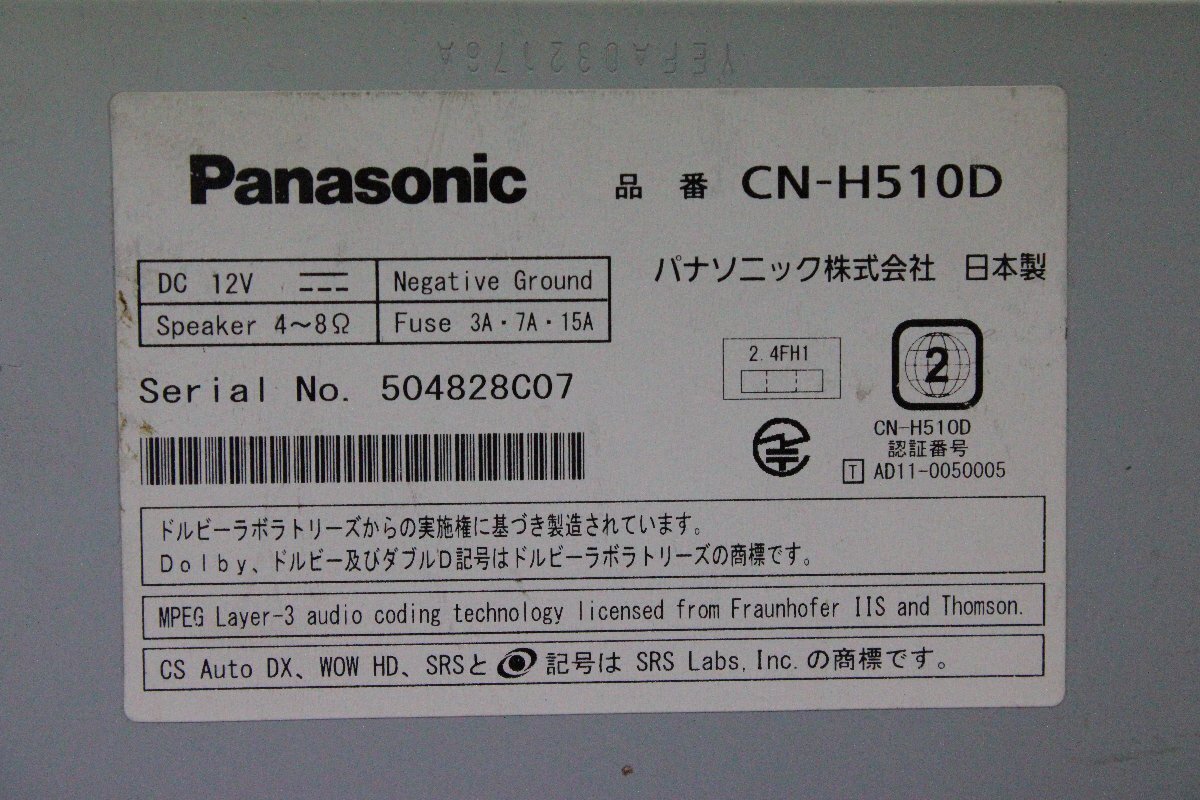 YEFA032176A
Panasonic 品番 CN-H510D
DC 12V Negative Ground
Speaker 4～8Ω Fuse 3A・7A・15A
パナソニック株式会社 日本製
Serial No. 504828C07
2.4FH1
2
CN-H510D
認証番号
T AD11-0050005
ドルビーラボラトリーズからの実施権に基づき製造されています。
Dolby、ドルビー及びダブルD記号はドルビーラボラトリーズの商標です。
MPEG Layer-3 audio coding technology licensed from Fraunhofer IIS and Thomson.
CS Auto DX、WOW HD、SRSと 記号は SRS Labs,Inc.の商標です。